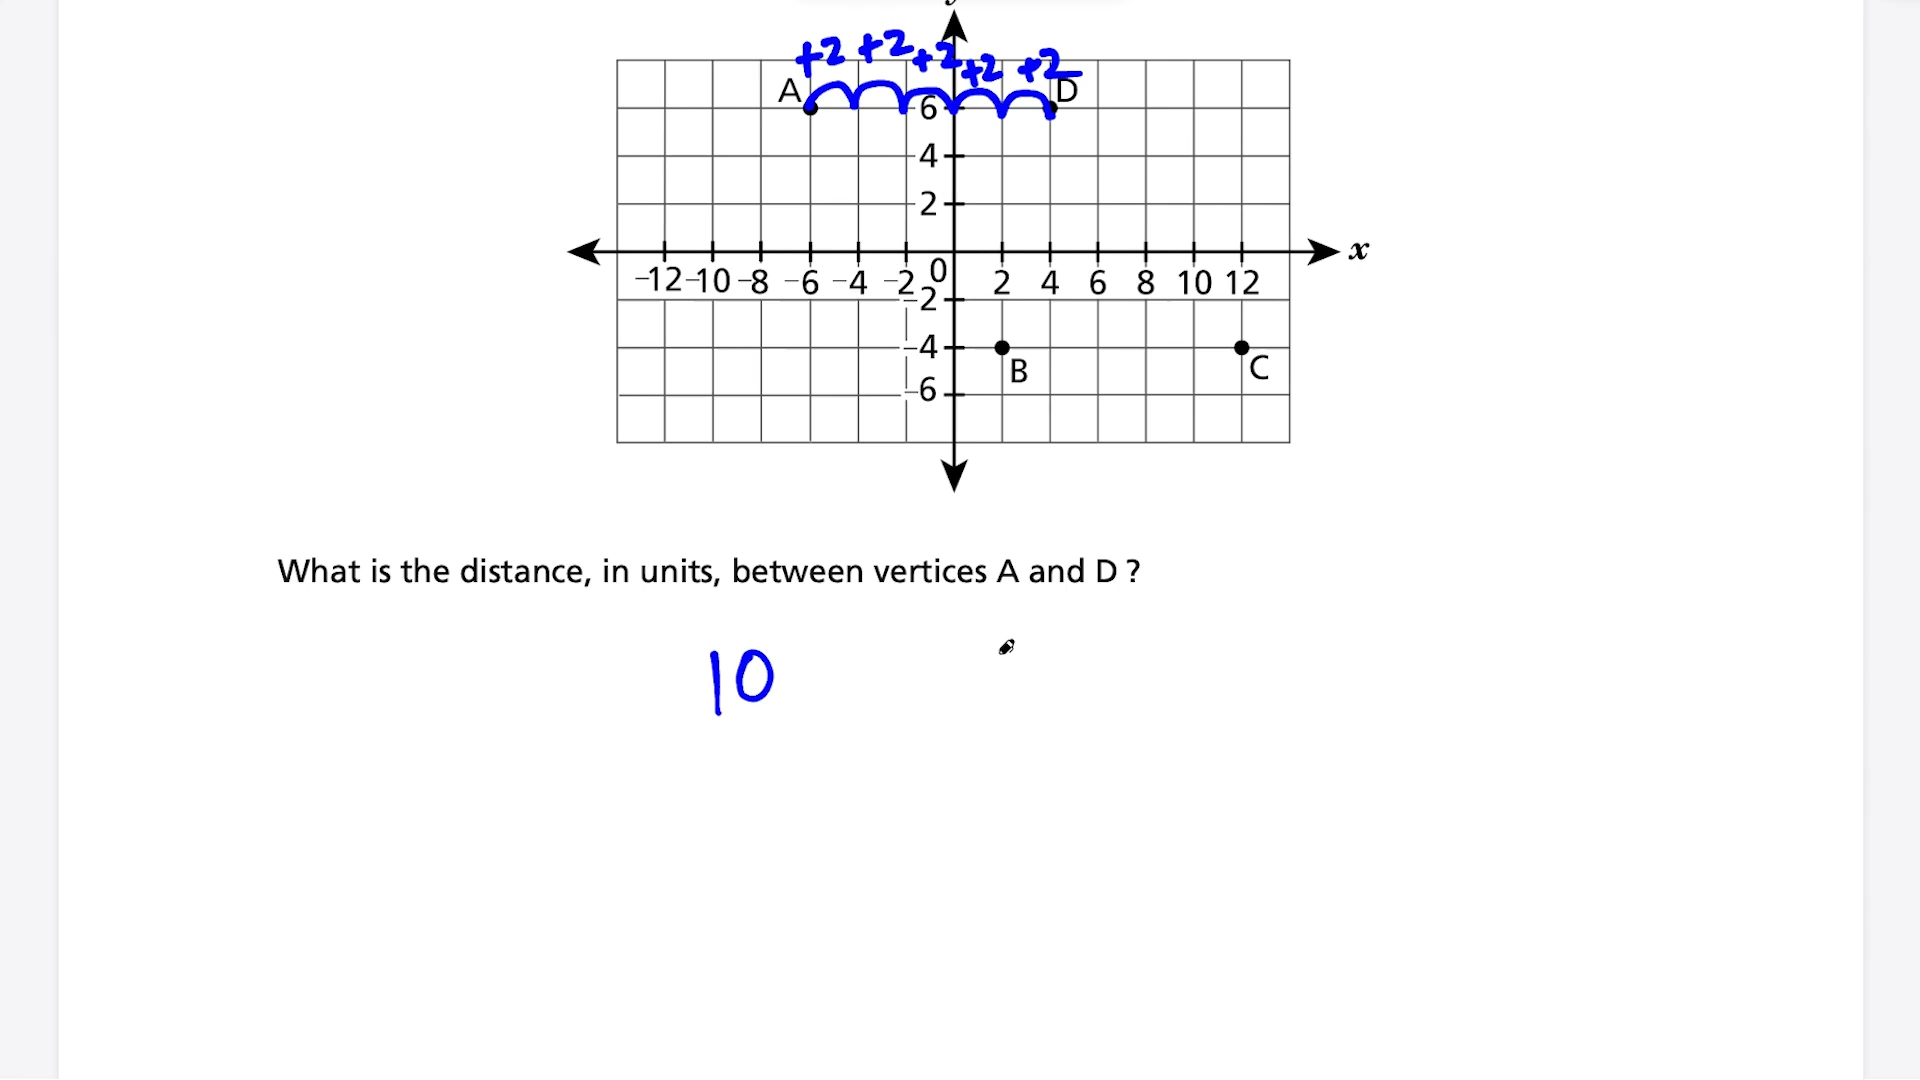 +2 +2 +2 +2 +2
A D
6
4
2
x
−12 −10 −8 −6 −4 −2 0 2 4 6 8 10 12
−2
−4
B C
−6
What is the distance, in units, between vertices A and D ?
10